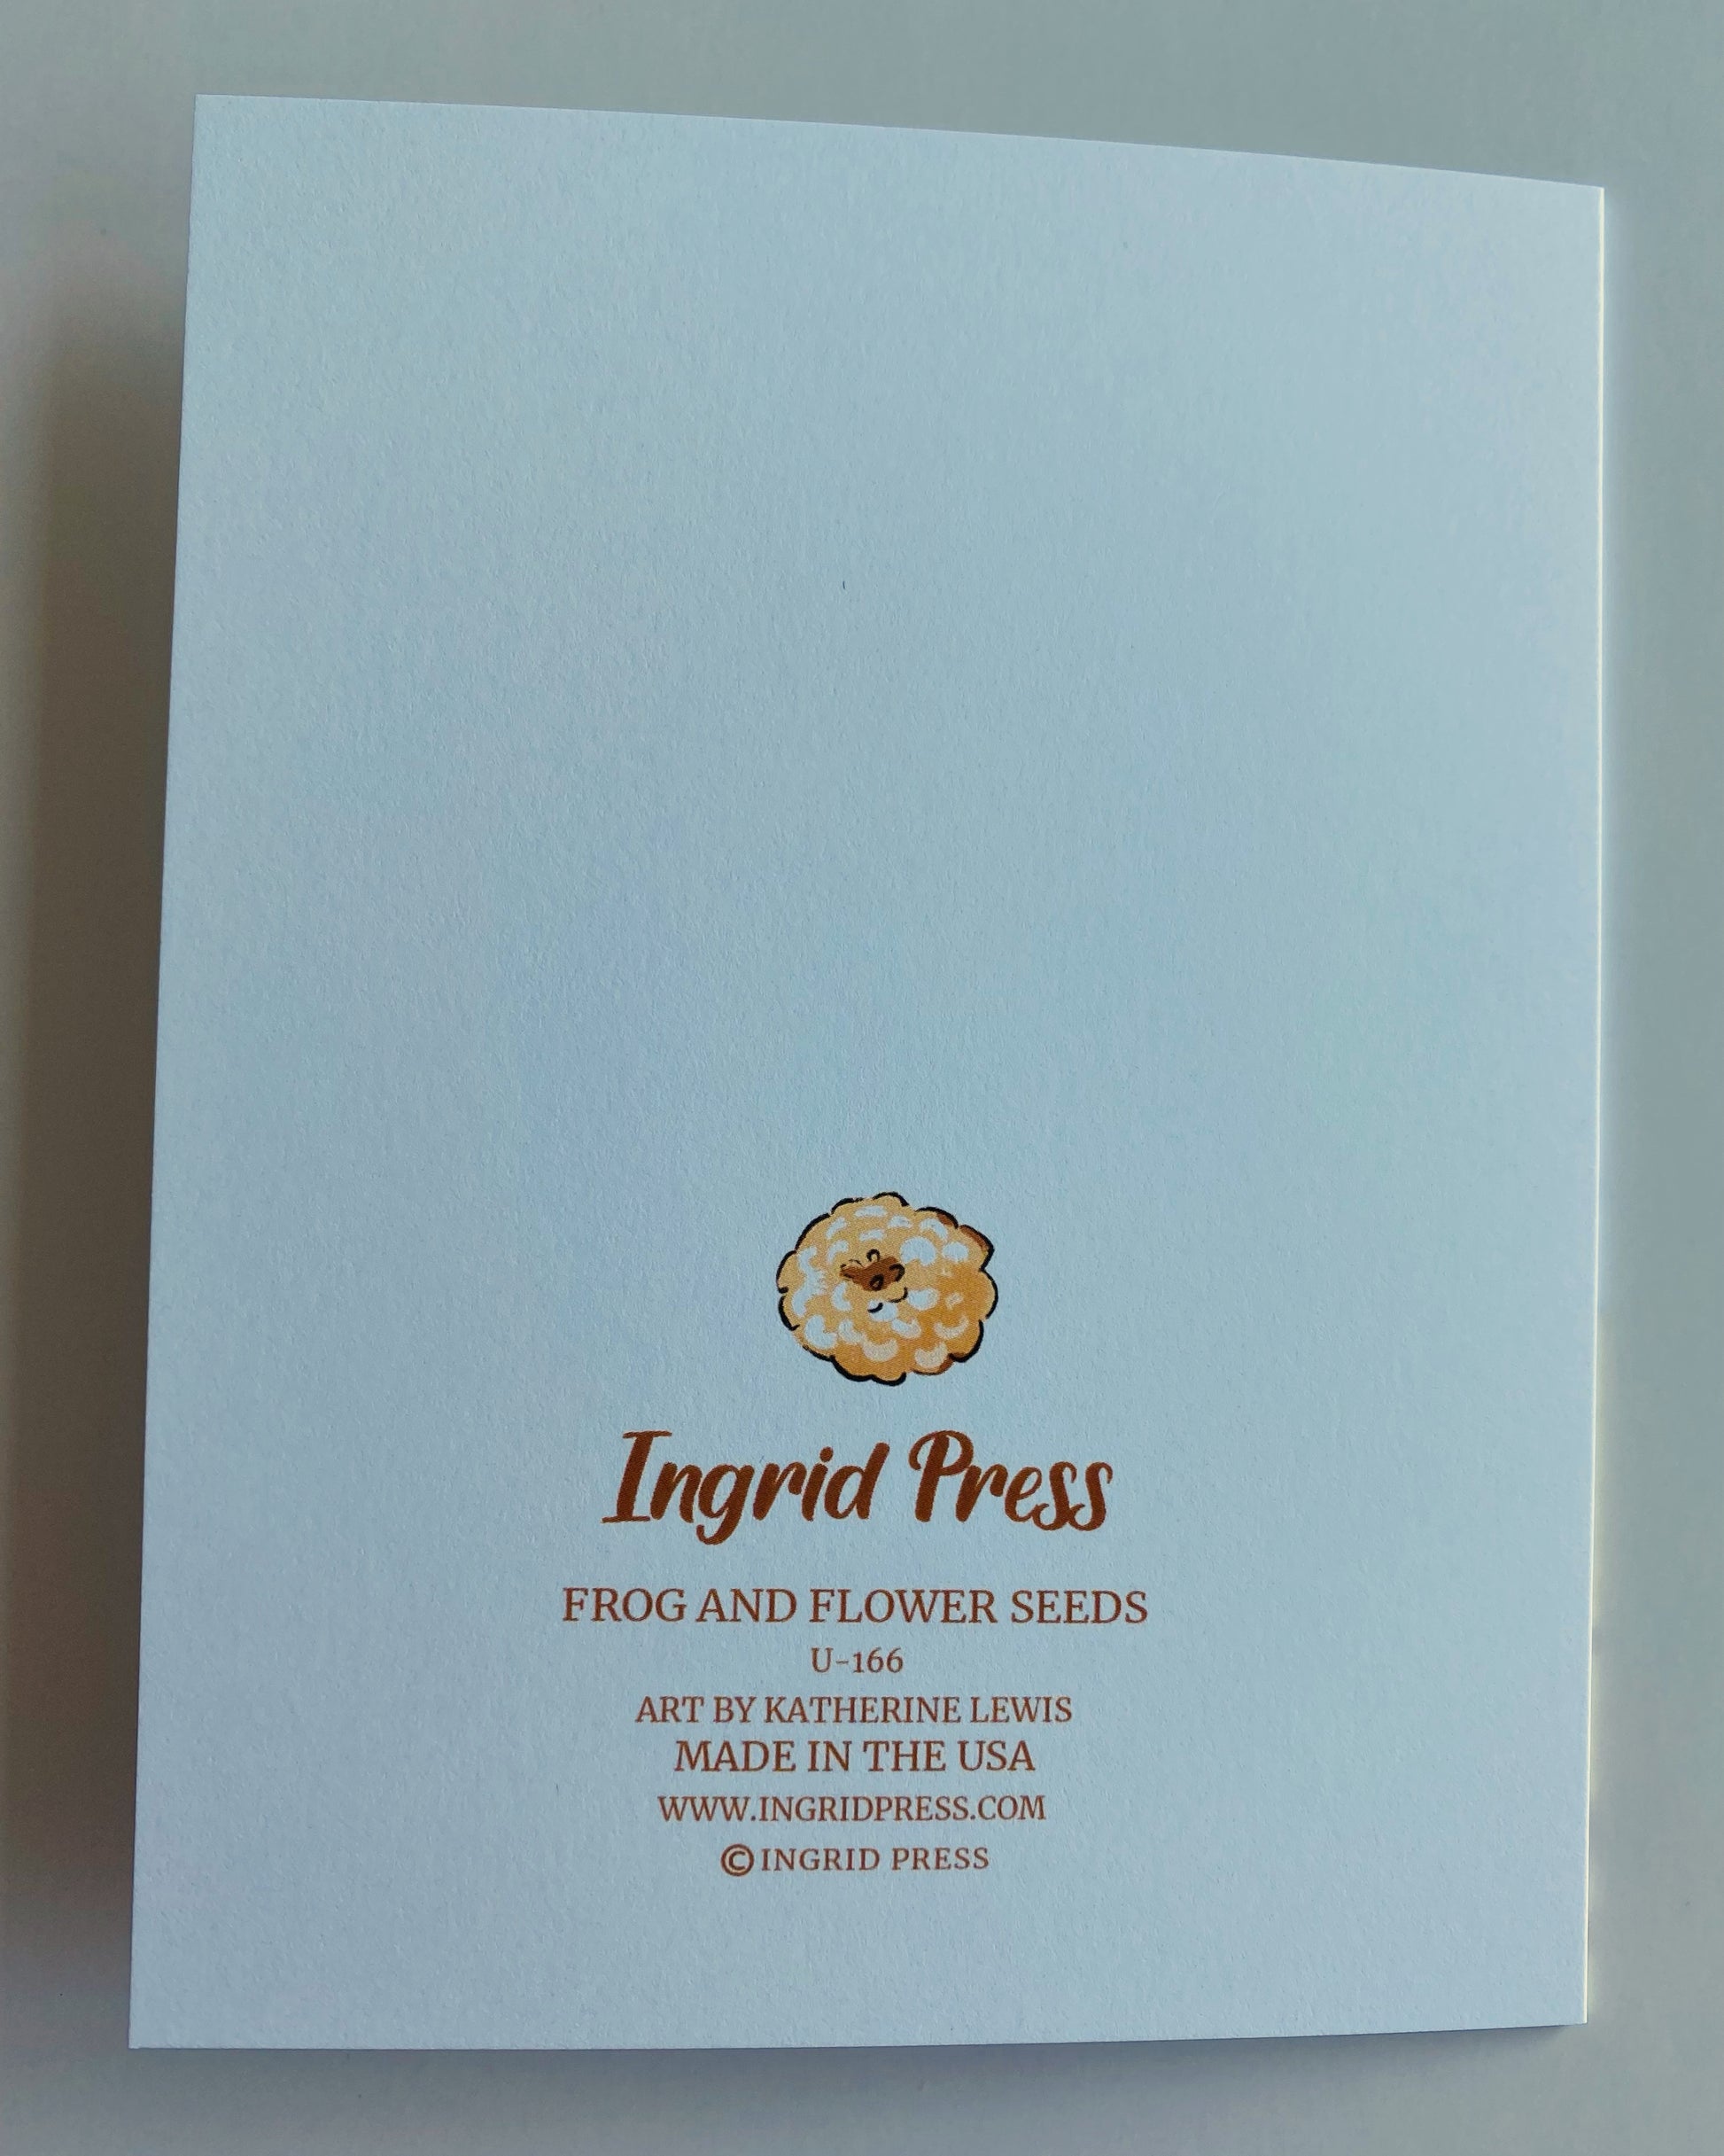 Ingrid Press
FROG AND FLOWER SEEDS
U-166
ART BY KATHERINE LEWIS
MADE IN THE USA
WWW.INGRIDPRESS.COM
©INGRID PRESS